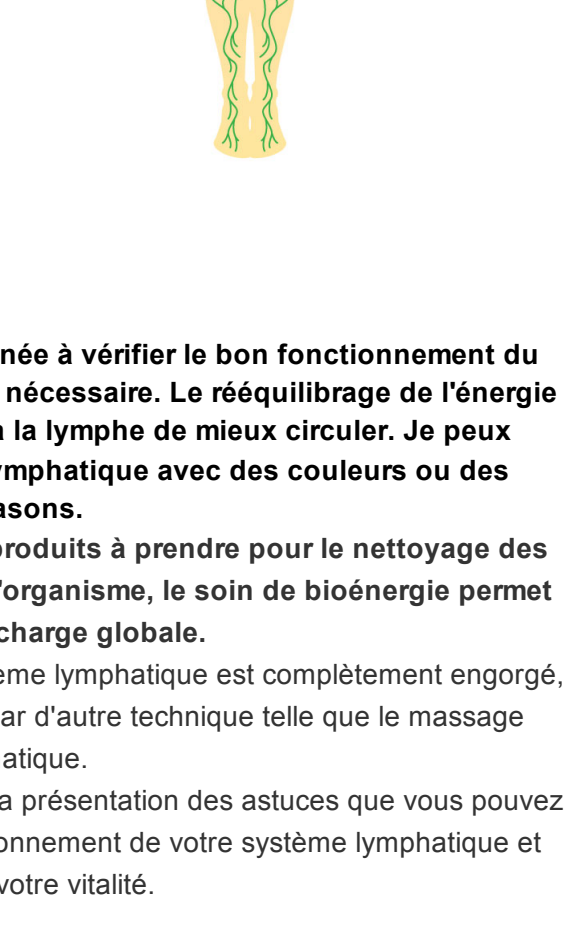 née à vérifier le bon fonctionnement du
nécessaire. Le rééquilibrage de l'énergie
la lymphe de mieux circuler. Je peux
ymphatique avec des couleurs ou des
asons.
produits à prendre pour le nettoyage des
'organisme, le soin de bioénergie permet
charge globale.
ème lymphatique est complètement engorgé,
ar d'autre technique telle que le massage
atique.
a présentation des astuces que vous pouvez
onnement de votre système lymphatique et
votre vitalité.